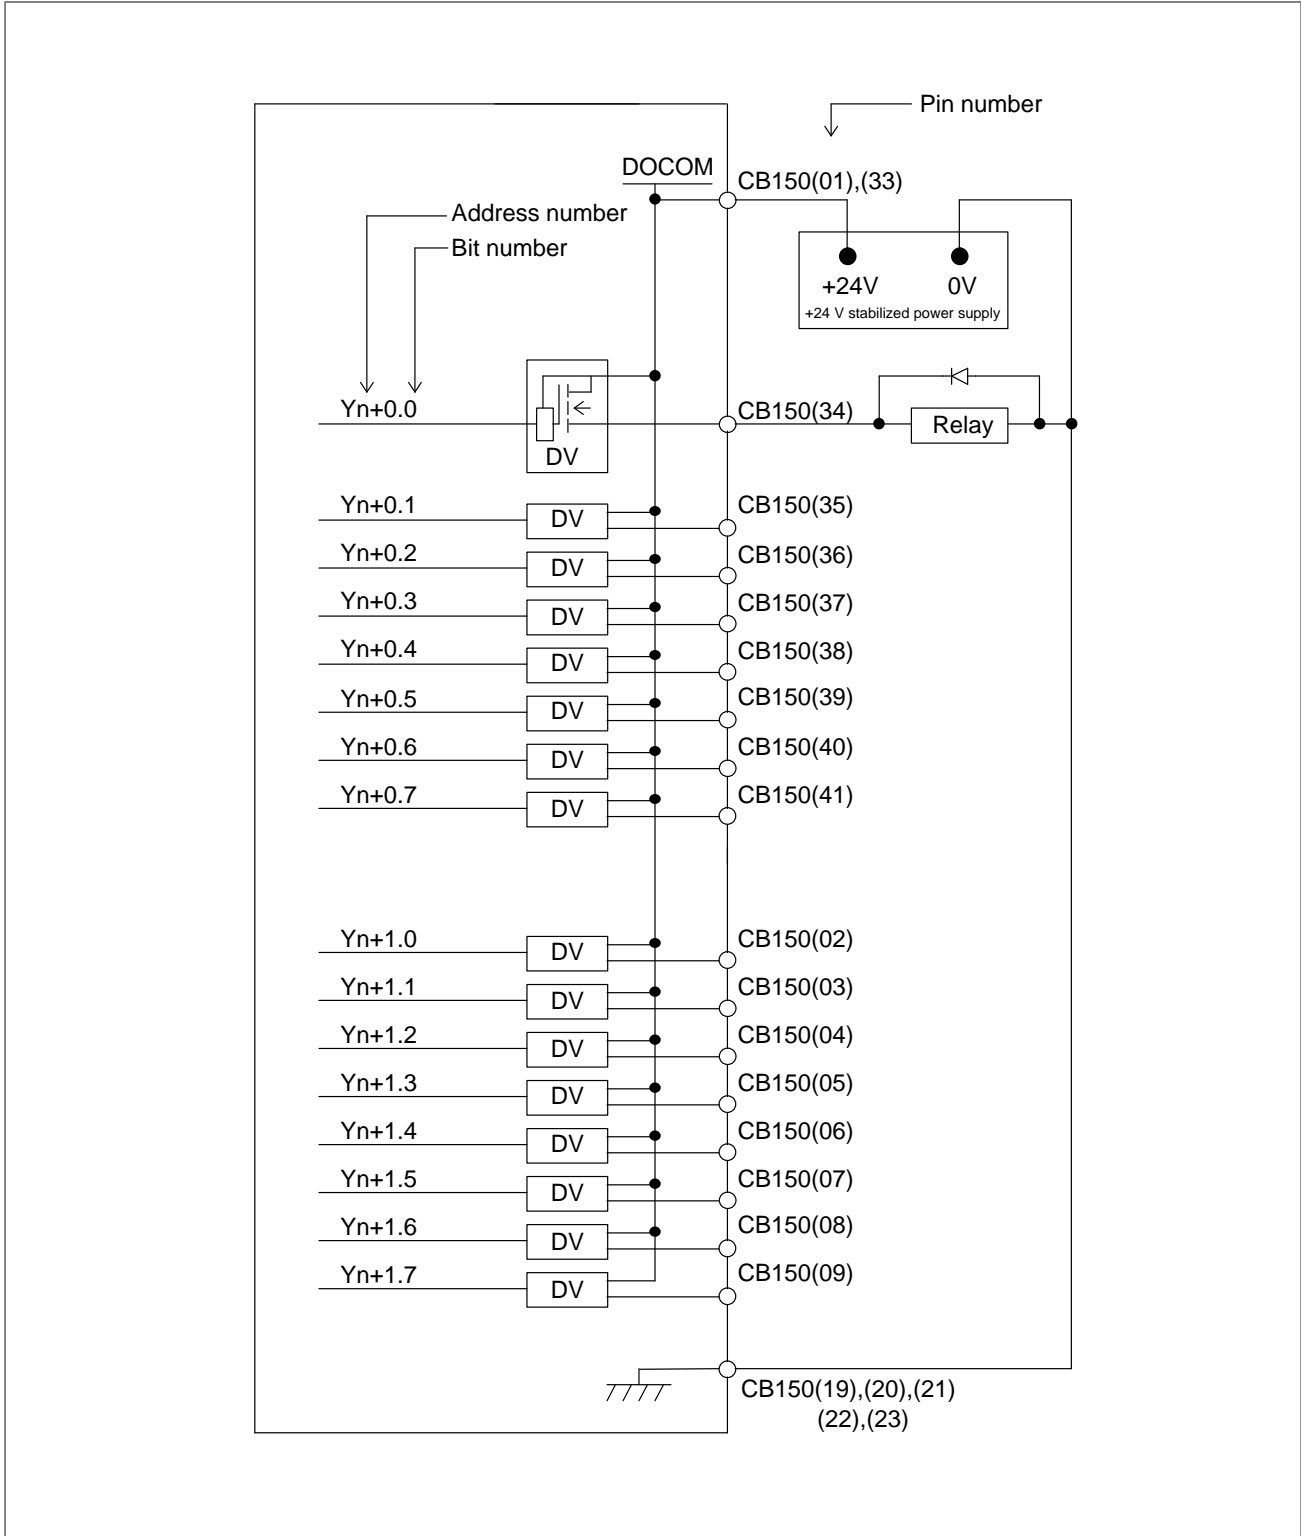 Pin number
DOCOM
CB150(01),(33)
Address number
Bit number
+24V 0V
+24 V stabilized power supply
Yn+0.0
DV
CB150(34)
Relay
Yn+0.1 DV CB150(35)
Yn+0.2 DV CB150(36)
Yn+0.3 DV CB150(37)
Yn+0.4 DV CB150(38)
Yn+0.5 DV CB150(39)
Yn+0.6 DV CB150(40)
Yn+0.7 DV CB150(41)
Yn+1.0 DV CB150(02)
Yn+1.1 DV CB150(03)
Yn+1.2 DV CB150(04)
Yn+1.3 DV CB150(05)
Yn+1.4 DV CB150(06)
Yn+1.5 DV CB150(07)
Yn+1.6 DV CB150(08)
Yn+1.7 DV CB150(09)
CB150(19),(20),(21)
(22),(23)